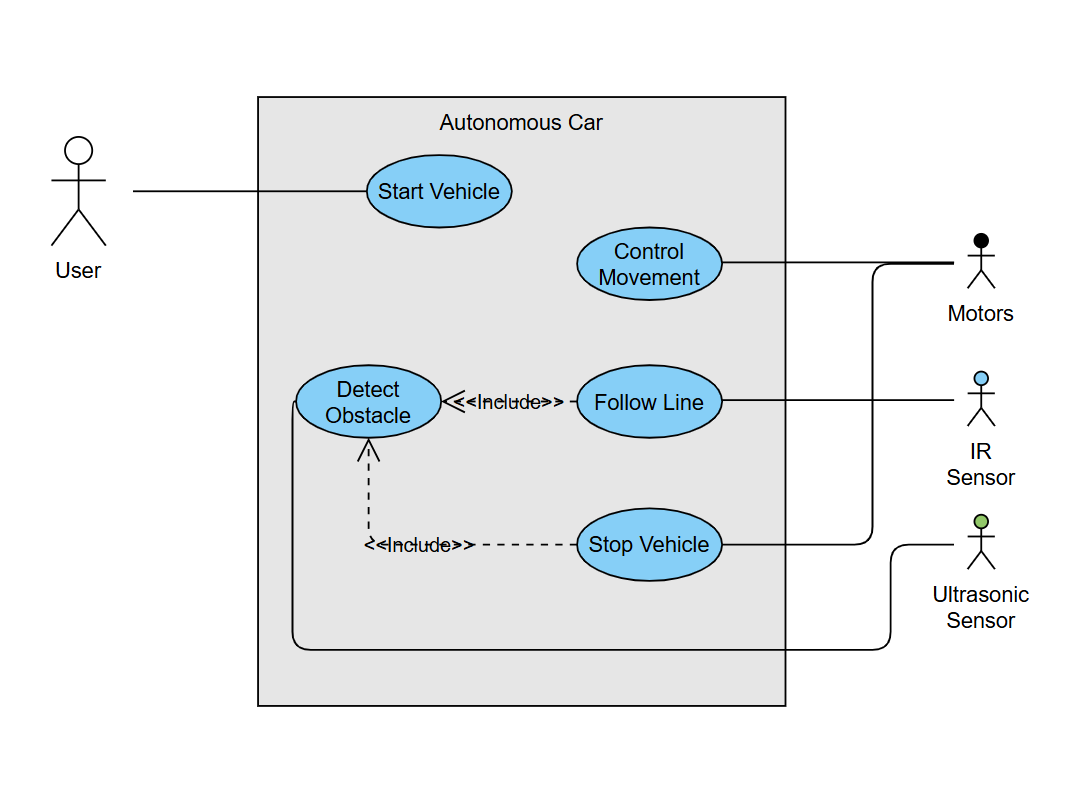 Autonomous Car
Start Vehicle
User
Control
Movement
Motors
Detect
Obstacle
<<Include>>
Follow Line
IR
Sensor
<<Include>>
Stop Vehicle
Ultrasonic
Sensor